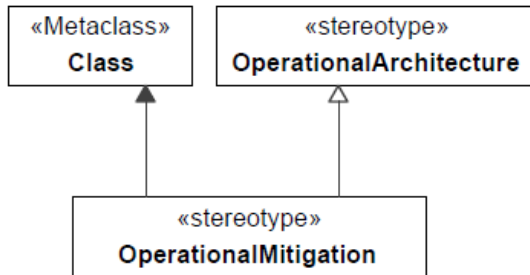 «Metaclass»
Class
«stereotype»
OperationalArchitecture
«stereotype»
OperationalMitigation